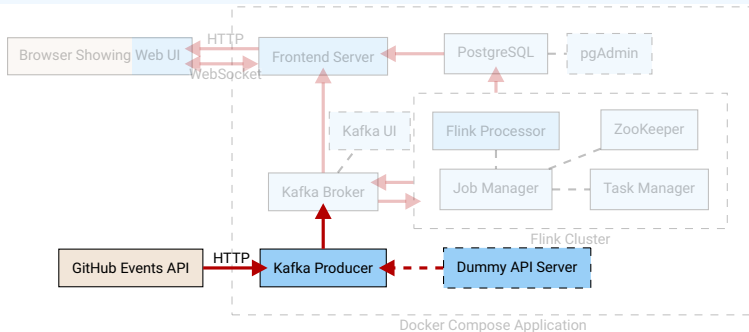 HTTP
Browser Showing Web UI
Frontend Server
PostgreSQL
pgAdmin
WebSocket
Kafka UI
Flink Processor
ZooKeeper
Kafka Broker
Job Manager
Task Manager
Flink Cluster
GitHub Events API
HTTP
Kafka Producer
Dummy API Server
Docker Compose Application